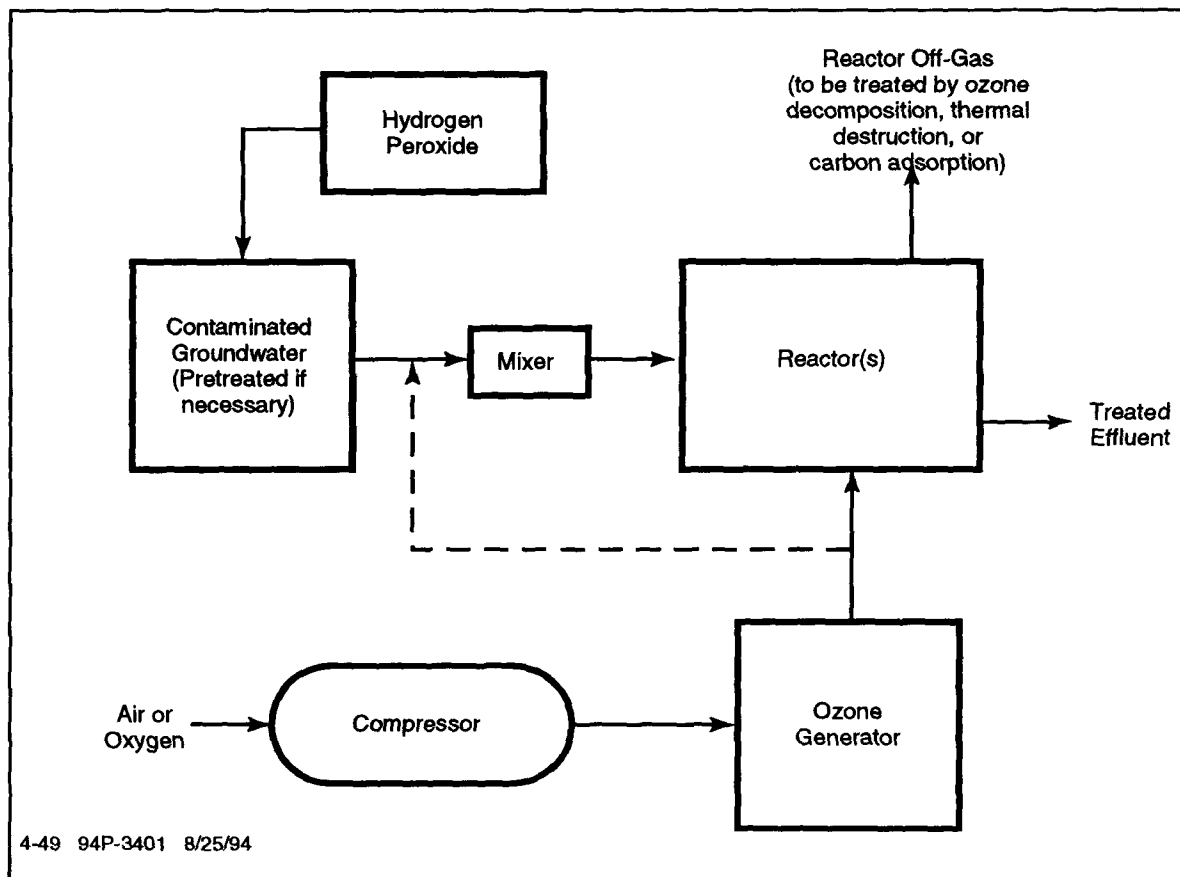 Reactor Off-Gas
(to be treated by ozone
decomposition, thermal
destruction, or
carbon adsorption)
Hydrogen
Peroxide
Contaminated
Groundwater
(Pretreated if
necessary)
Mixer
Reactor(s)
Treated
Effluent
Air or
Oxygen
Compressor
Ozone
Generator
4-49 94P-3401 8/25/94